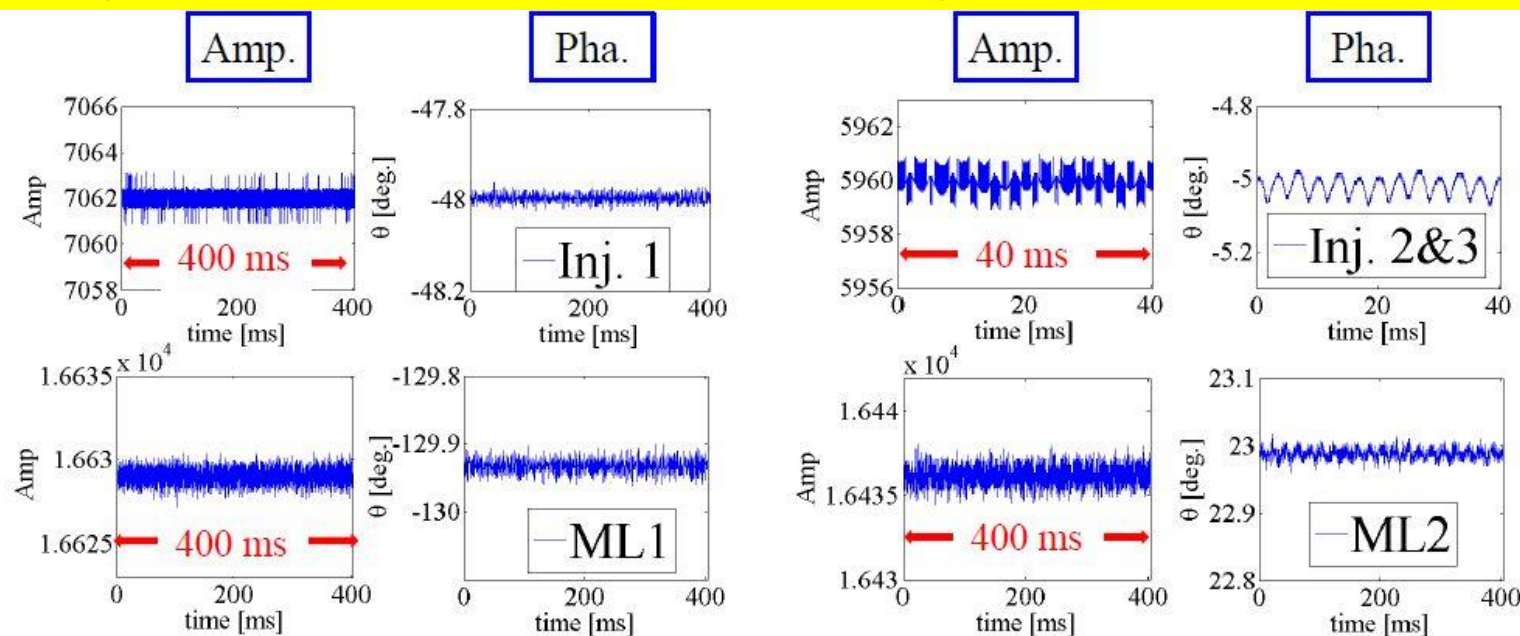 Amp.
Pha.
Amp.
Pha.
7066
7064
7062
7060
7058
Amp
400 ms
0
200
400
time [ms]
-47.8
-48
-48.2
θ [deg.]
Inj. 1
0
200
400
time [ms]
5962
5960
5958
5956
Amp
40 ms
0
20
40
time [ms]
-4.8
-5
-5.2
θ [deg.]
Inj. 2&3
0
20
40
time [ms]
x 10⁴
1.6635
1.663
1.6625
Amp
400 ms
0
200
400
time [ms]
-129.8
-129.9
-130
θ [deg.]
ML1
0
200
400
time [ms]
x 10⁴
1.644
1.6435
1.643
Amp
400 ms
0
200
400
time [ms]
23.1
23
22.9
22.8
θ [deg.]
ML2
0
200
400
time [ms]